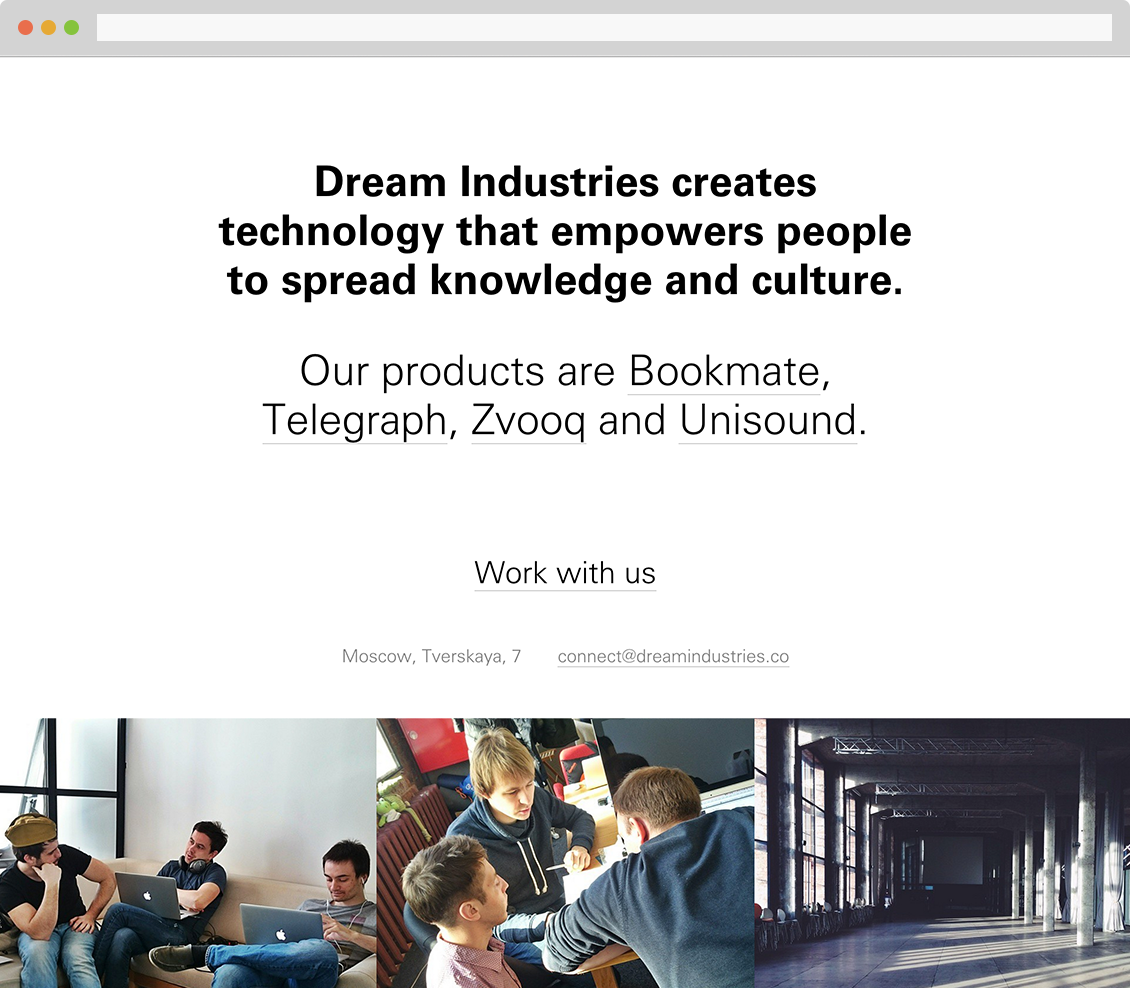 Dream Industries creates
technology that empowers people
to spread knowledge and culture.
Our products are Bookmate,
Telegraph, Zvooq and Unisound.
Work with us
Moscow, Tverskaya, 7 connect@dreamindustries.co